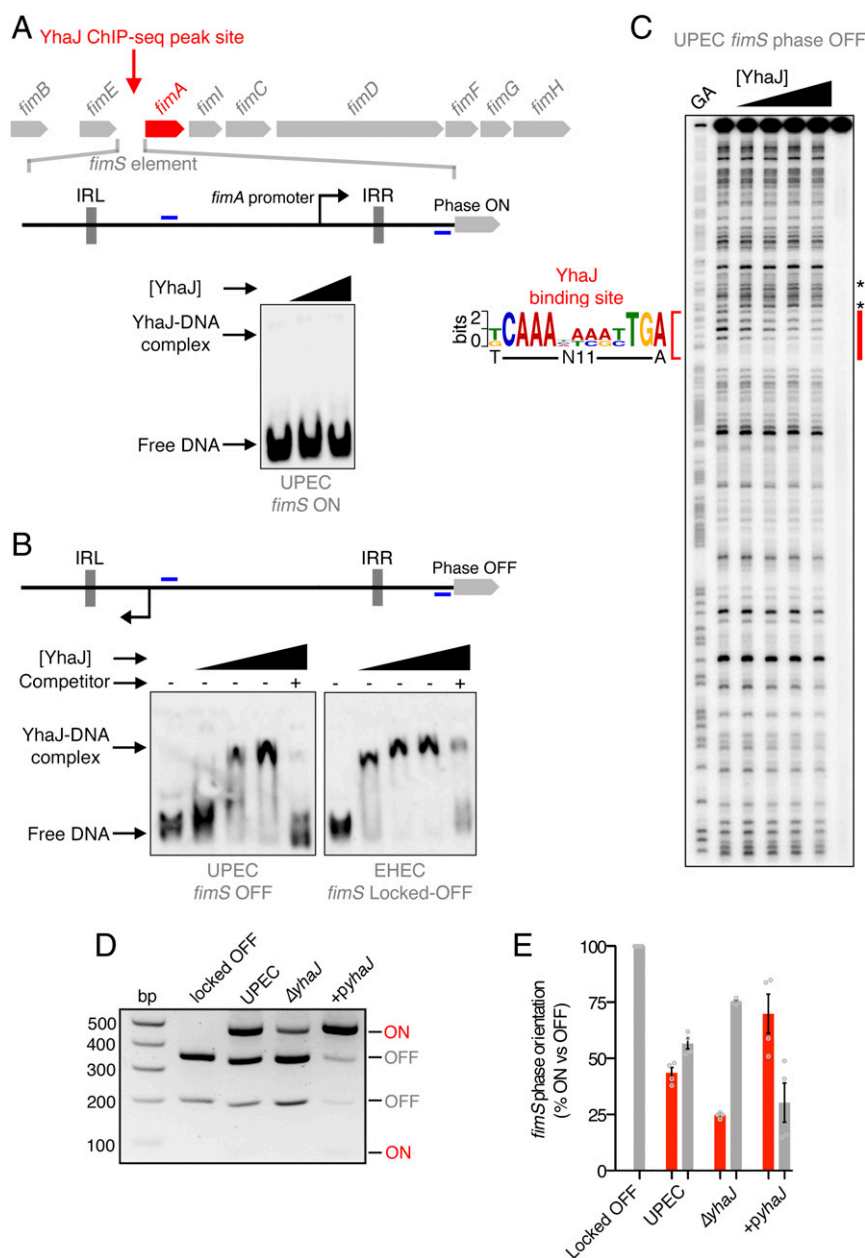 A
YhaJ ChIP-seq peak site
fimB
fimE
fimA
fimI
fimC
fimD
fimF
fimG
fimH
fimS element
IRL
fimA promoter
IRR
Phase ON
[YhaJ]
YhaJ-DNA
complex
Free DNA
UPEC
fimS ON
B
IRL
IRR
Phase OFF
[YhaJ]
Competitor
- - - - +
- - - - +
YhaJ-DNA
complex
Free DNA
UPEC
fimS OFF
EHEC
fimS Locked-OFF
C
UPEC fimS phase OFF
[YhaJ]
GA
YhaJ
binding site
bits
2
0
TCAAA AAATTGA
T N11 A
*
*
D
bp
locked OFF
UPEC
ΔyhaJ
+pyhaJ
500
400
300
200
100
ON
OFF
OFF
ON
E
fimS phase orientation
(% ON vs OFF)
100
75
50
25
0
Locked OFF
UPEC
ΔyhaJ
+pyhaJ